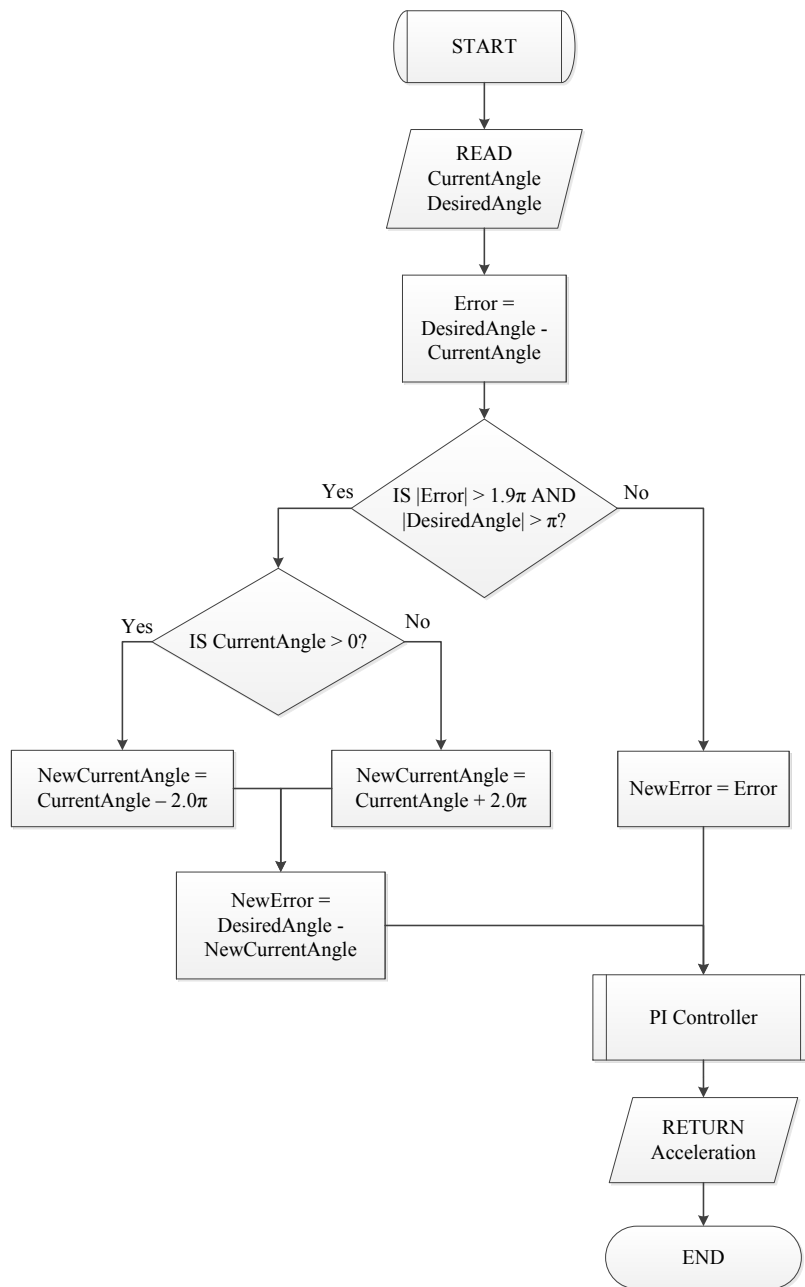 START
READ
CurrentAngle
DesiredAngle
Error =
DesiredAngle -
CurrentAngle
Yes
IS |Error| > 1.9π AND
|DesiredAngle| > π?
No
Yes
IS CurrentAngle > 0?
No
NewCurrentAngle =
CurrentAngle – 2.0π
NewCurrentAngle =
CurrentAngle + 2.0π
NewError = Error
NewError =
DesiredAngle -
NewCurrentAngle
PI Controller
RETURN
Acceleration
END